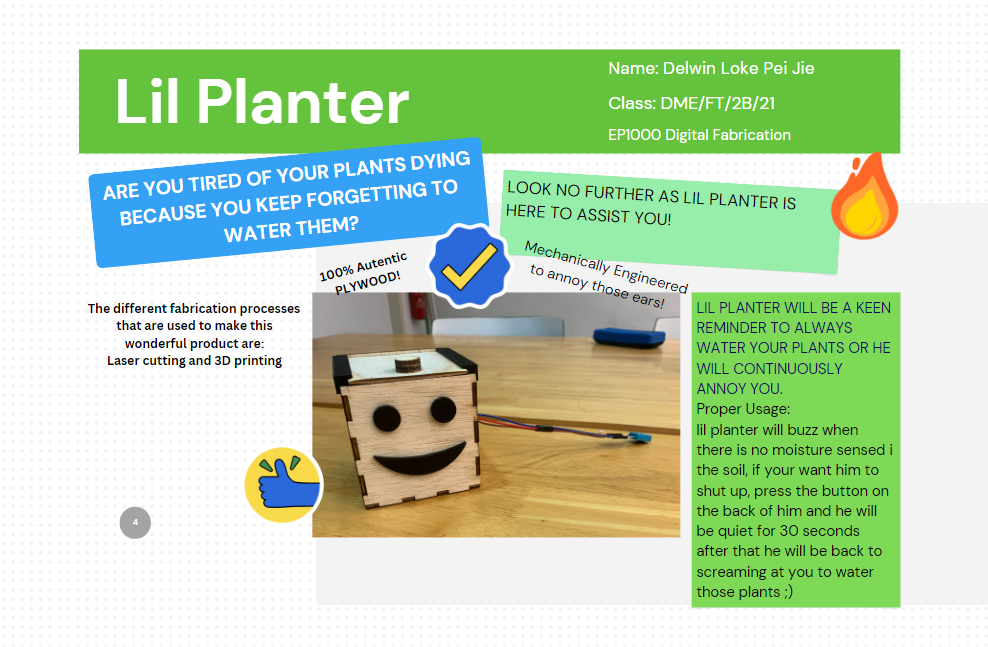 Lil Planter
Name: Delwin Loke Pei Jie
Class: DME/FT/2B/21
EP1000 Digital Fabrication
ARE YOU TIRED OF YOUR PLANTS DYING
BECAUSE YOU KEEP FORGETTING TO
WATER THEM?
LOOK NO FURTHER AS LIL PLANTER IS
HERE TO ASSIST YOU!
100% Autentic
PLYWOOD!
Mechanically Engineered
to annoy those ears!
The different fabrication processes
that are used to make this
wonderful product are:
Laser cutting and 3D printing
LIL PLANTER WILL BE A KEEN
REMINDER TO ALWAYS
WATER YOUR PLANTS OR HE
WILL CONTINUOUSLY
ANNOY YOU.
Proper Usage:
lil planter will buzz when
there is no moisture sensed i
the soil, if your want him to
shut up, press the button on
the back of him and he will
be quiet for 30 seconds
after that he will be back to
screaming at you to water
those plants ;)
4